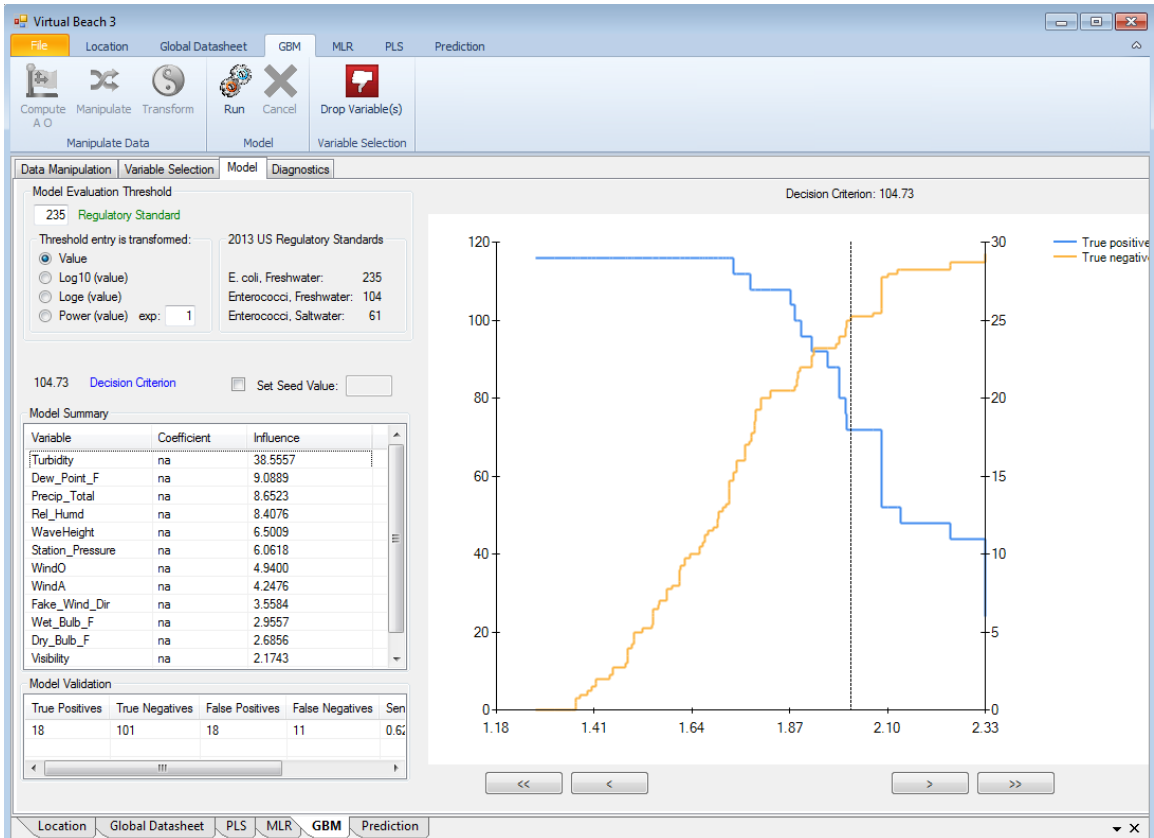 Virtual Beach 3
File Location Global Datasheet GBM MLR PLS Prediction
Compute A O Manipulate Transform Run Cancel Drop Variable(s)
Manipulate Data Model Variable Selection
Data Manipulation Variable Selection Model Diagnostics
Model Evaluation Threshold
235 Regulatory Standard
Threshold entry is transformed:
Value
Log10 (value)
Loge (value)
Power (value) exp: 1
2013 US Regulatory Standards
E. coli, Freshwater: 235
Enterococci, Freshwater: 104
Enterococci, Saltwater: 61
104.73 Decision Criterion Set Seed Value:
Model Summary
Variable Coefficient Influence
Turbidity na 38.5557
Dew_Point_F na 9.0889
Precip_Total na 8.6523
Rel_Humd na 8.4076
WaveHeight na 6.5009
Station_Pressure na 6.0618
WindO na 4.9400
WindA na 4.2476
Fake_Wind_Dir na 3.5584
Wet_Bulb_F na 2.9557
Dry_Bulb_F na 2.6856
Visibility na 2.1743
Model Validation
True Positives True Negatives False Positives False Negatives Sen
18 101 18 11 0.62
Decision Criterion: 104.73
120 30
100 25
80 20
60 15
40 10
20 5
0 0
1.18 1.41 1.64 1.87 2.10 2.33
True positive
True negative
<< < > >>
Location Global Datasheet PLS MLR GBM Prediction